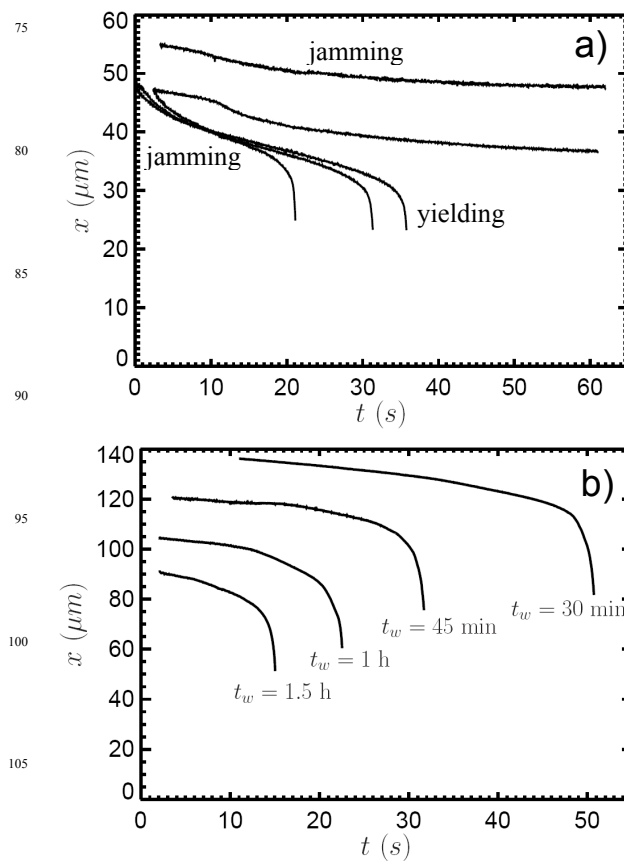 75
80
85
90
95
100
105
60
50
40
30
20
10
0
x (μm)
a)
jamming
jamming
yielding
0 10 20 30 40 50 60
t (s)
140
120
100
80
60
40
20
0
x (μm)
b)
t_w = 30 min
t_w = 45 min
t_w = 1 h
t_w = 1.5 h
0 10 20 30 40 50
t (s)